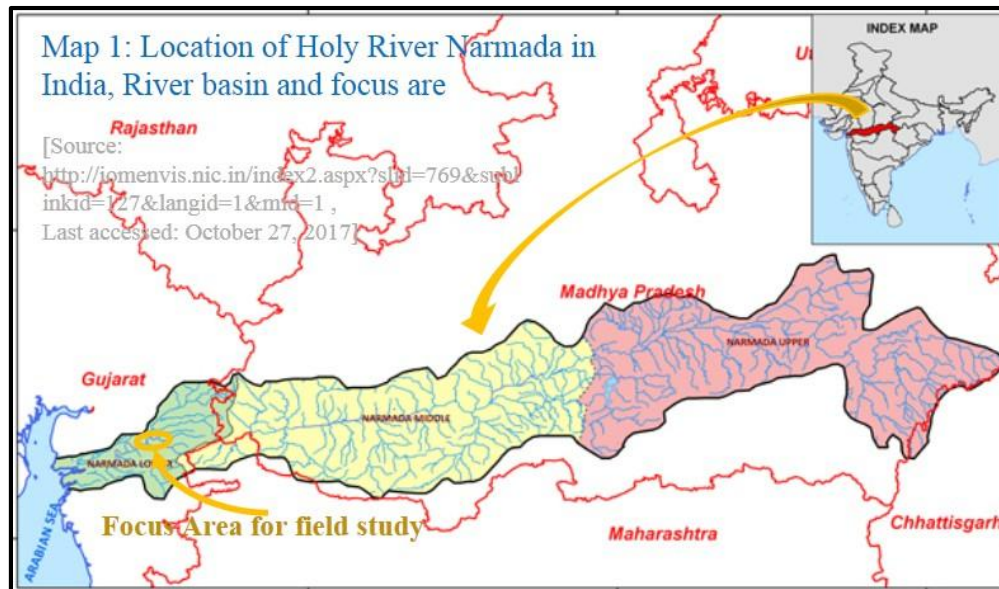 Map 1: Location of Holy River Narmada in
India, River basin and focus are
[Source:
http://iomenvis.nic.in/index2.aspx?slid=769&subl
inkid=127&langid=1&mid=1 ,
Last accessed: October 27, 2017]
INDEX MAP
Rajasthan
Madhya Pradesh
NARMADA UPPER
Gujarat
NARMADA MIDDLE
NARMADA
Focus Area for field study
Maharashtra
Chhattisgarh
ARABIAN SEA